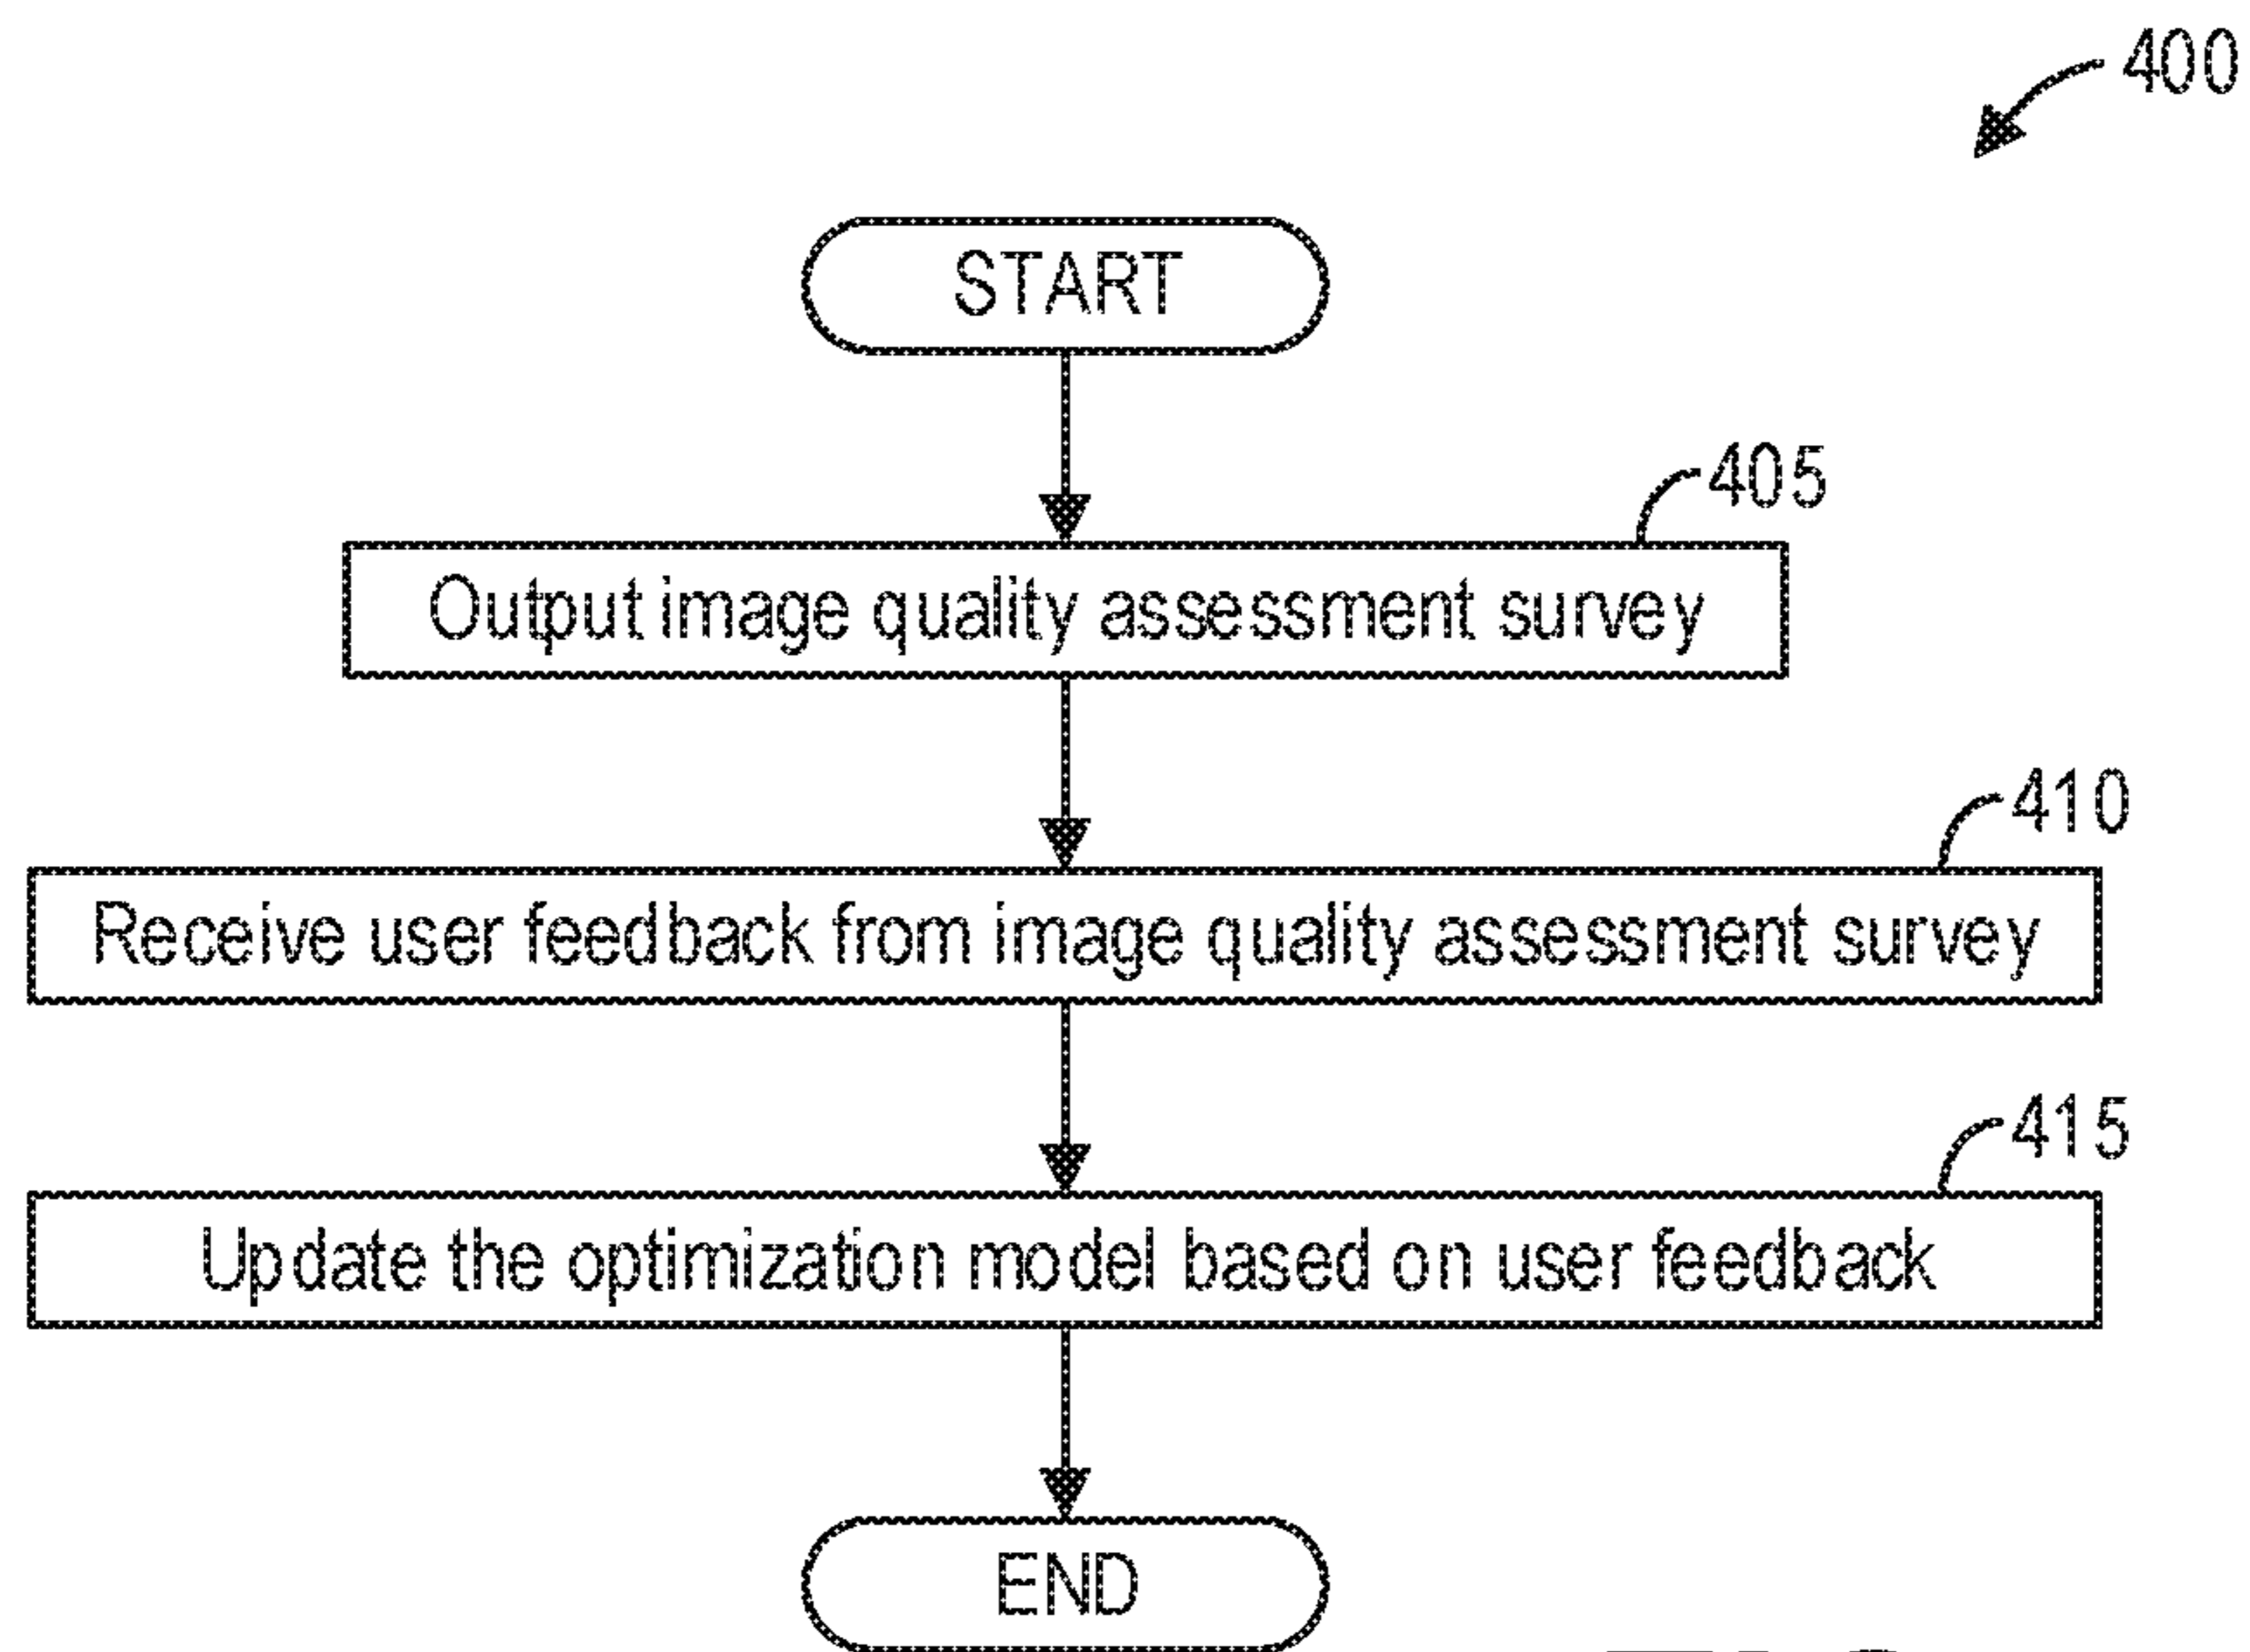 400
START
405
Output image quality assessment survey
410
Receive user feedback from image quality assessment survey
415
Update the optimization model based on user feedback
END